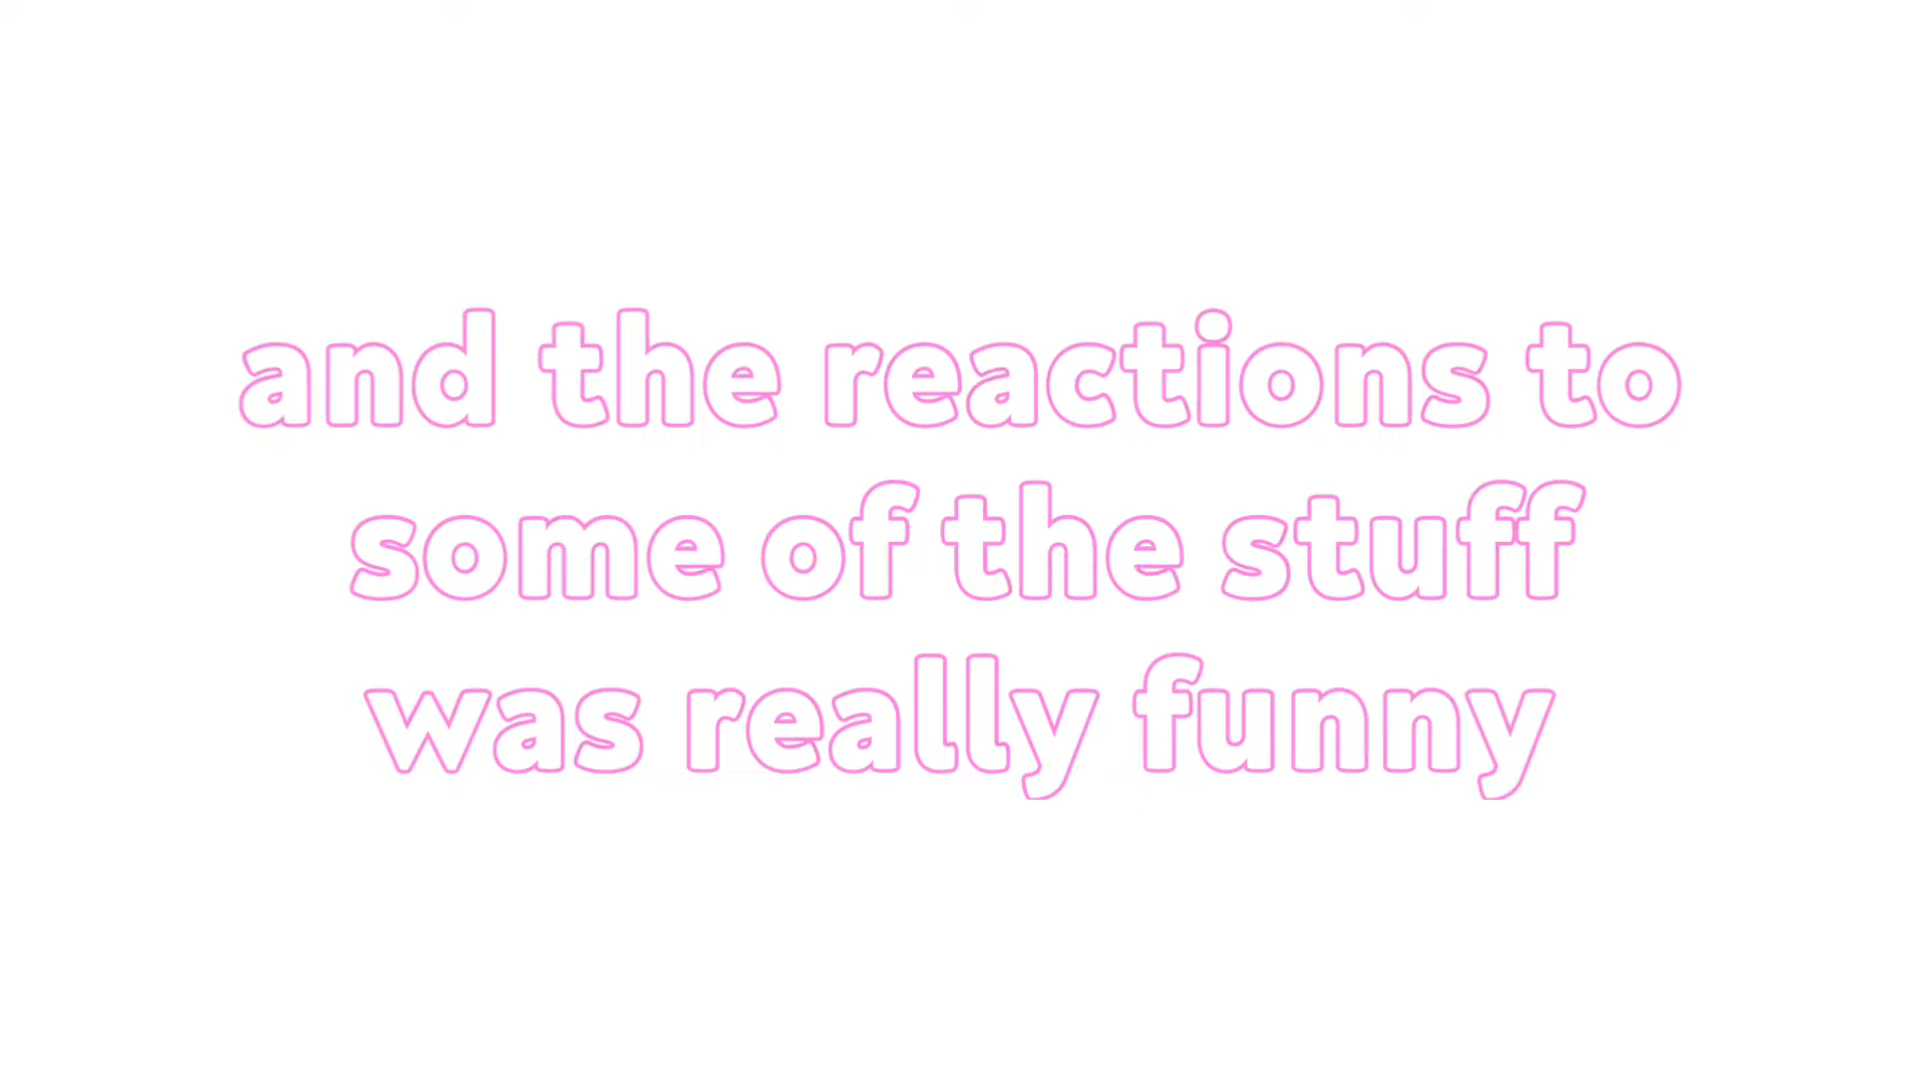 and the reactions to
some of the stuff
was really funny